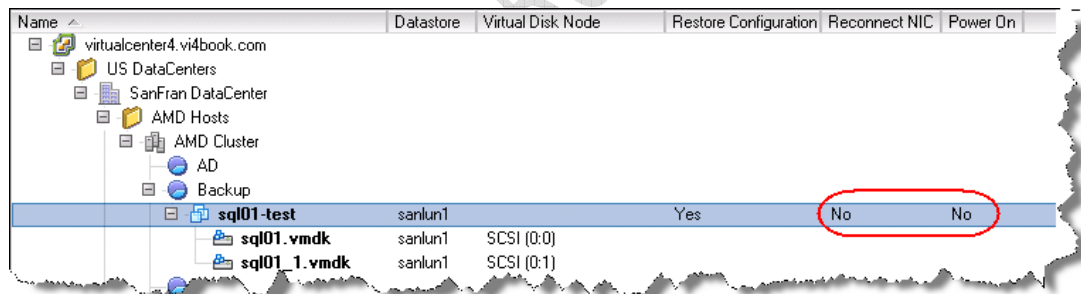 Name Datastore Virtual Disk Node Restore Configuration Reconnect NIC Power On
virtualcenter4.vi4book.com
US DataCenters
SanFran DataCenter
AMD Hosts
AMD Cluster
AD
Backup
sql01-test sanlun1 Yes No No
sql01.vmdk sanlun1 SCSI (0:0)
sql01_1.vmdk sanlun1 SCSI (0:1)